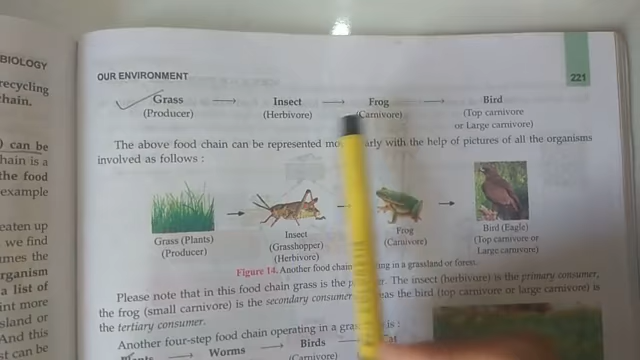 BIOLOGY
recycling
chain.
) can be
hain is a
the food
example
eaten up
we find
umes the
rganism
a list of
int more
sland or
And this
st can be
OUR ENVIRONMENT 221
Grass → Insect → Frog → Bird
(Producer) (Herbivore) (Carnivore) (Top carnivore
or Large carnivore)
The above food chain can be represented early with the help of pictures of all the organisms
involved as follows :
Grass (Plants)
(Producer)
Insect
(Grasshopper)
(Herbivore)
Frog
(Carnivore)
Bird (Eagle)
(Top carnivore or
Large carnivore)
Figure 14. Another food chain in a grassland or forest.
Please note that in this food chain grass is the The insect (herbivore) is the primary consumer,
the frog (small carnivore) is the secondary consumer the bird (top carnivore or large carnivore) is
the tertiary consumer.
Another four-step food chain operating in a is :
Plants → Worms → Birds
(Carnivore)